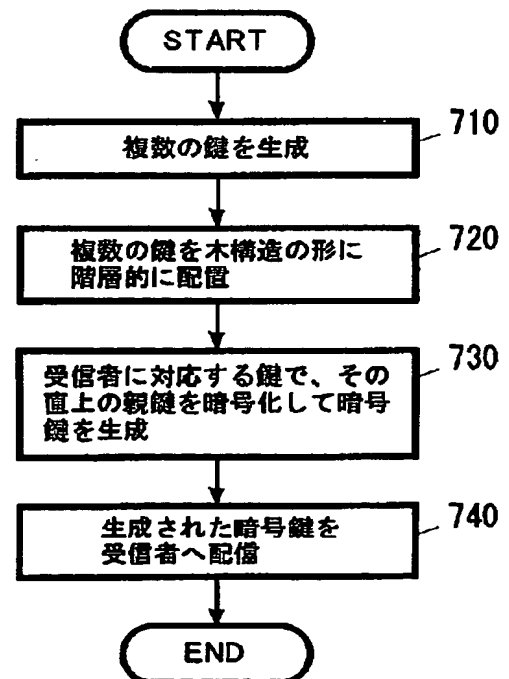 START
複数の鍵を生成
710
複数の鍵を木構造の形に
階層的に配置
720
受信者に対応する鍵で、その
直上の親鍵を暗号化して暗号
鍵を生成
730
生成された暗号鍵を
受信者へ配信
740
END